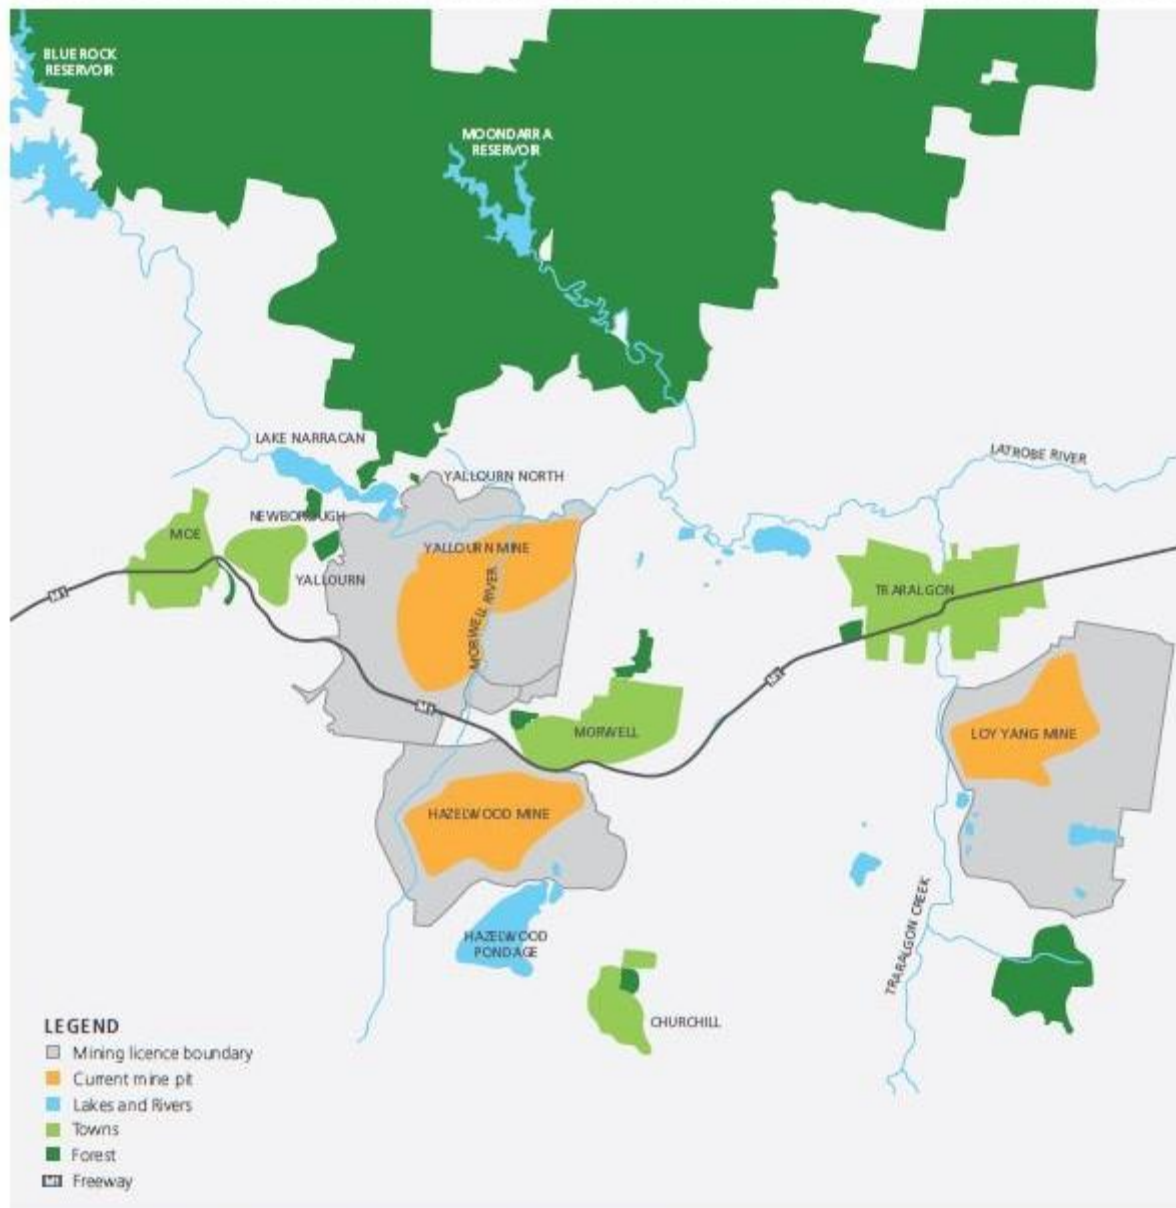 BLUE ROCK
RESERVOIR
MOONDARRA
RESERVOIR
LAKE NARRACAN
LATROBE RIVER
YALLOURN NORTH
NEWBOROUGH
MOE
YALLOURN MINE
YALLOURN
TRARALGON
M1
MORWELL RIVER
M1
M1
MORWELL
LOY YANG MINE
HAZELWOOD MINE
HAZELWOOD
PONDAGE
TRARALGON CREEK
CHURCHILL
LEGEND
Mining licence boundary
Current mine pit
Lakes and Rivers
Towns
Forest
M1 Freeway